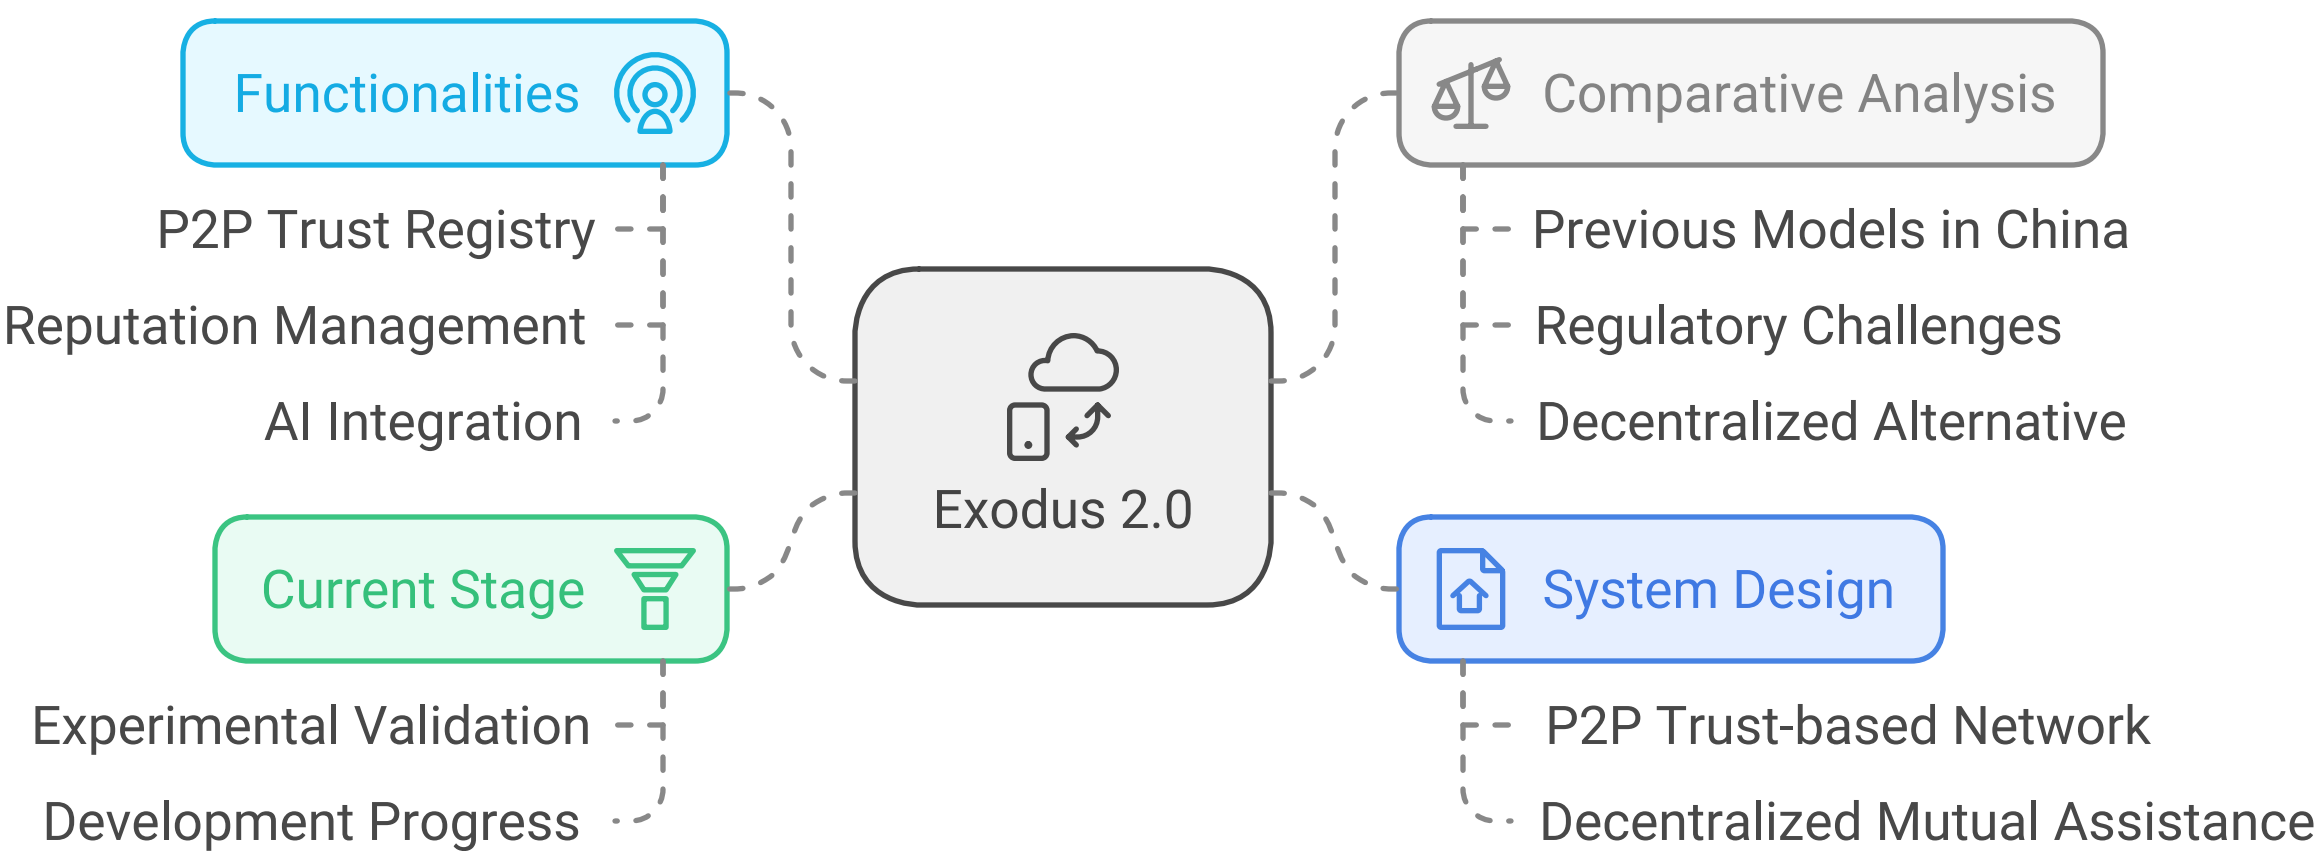 Functionalities
P2P Trust Registry
Reputation Management
AI Integration
Comparative Analysis
Previous Models in China
Regulatory Challenges
Decentralized Alternative
Exodus 2.0
Current Stage
Experimental Validation
Development Progress
System Design
P2P Trust-based Network
Decentralized Mutual Assistance